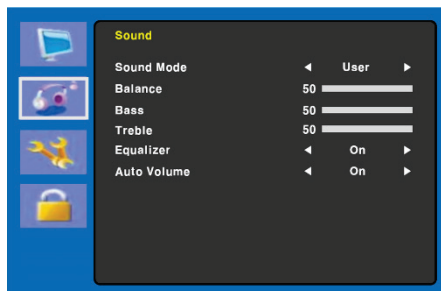 Sound
Sound Mode ◀ User ▶
Balance 50
Bass 50
Treble 50
Equalizer ◀ On ▶
Auto Volume ◀ On ▶